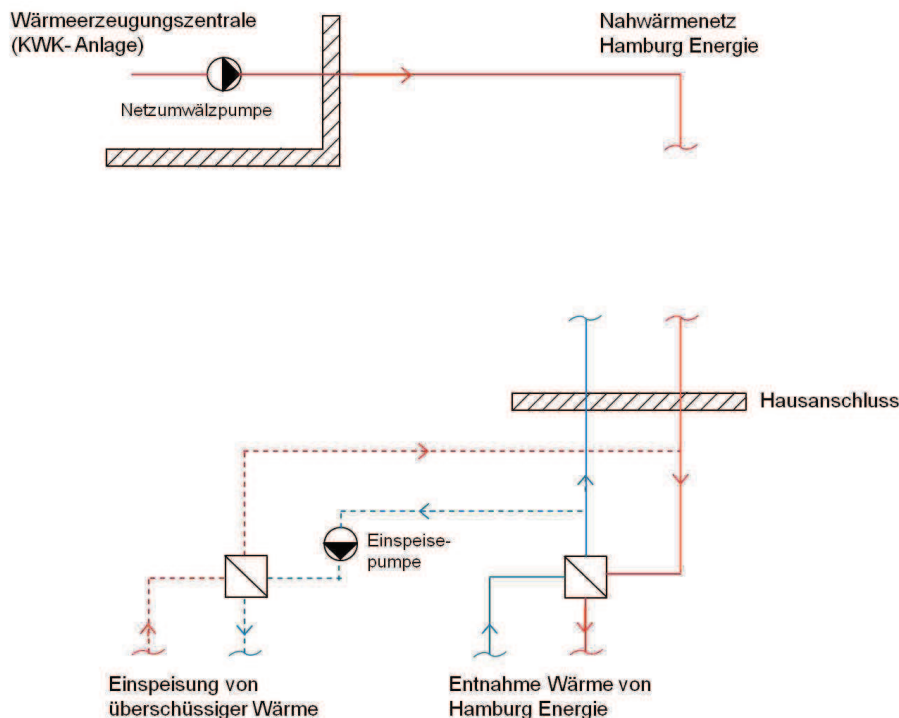 Wärmeerzeugungszentrale
(KWK- Anlage)
Nahwärmenetz
Hamburg Energie
Netzumwälzpumpe
Hausanschluss
Einspeise-
pumpe
Einspeisung von
überschüssiger Wärme
Entnahme Wärme von
Hamburg Energie